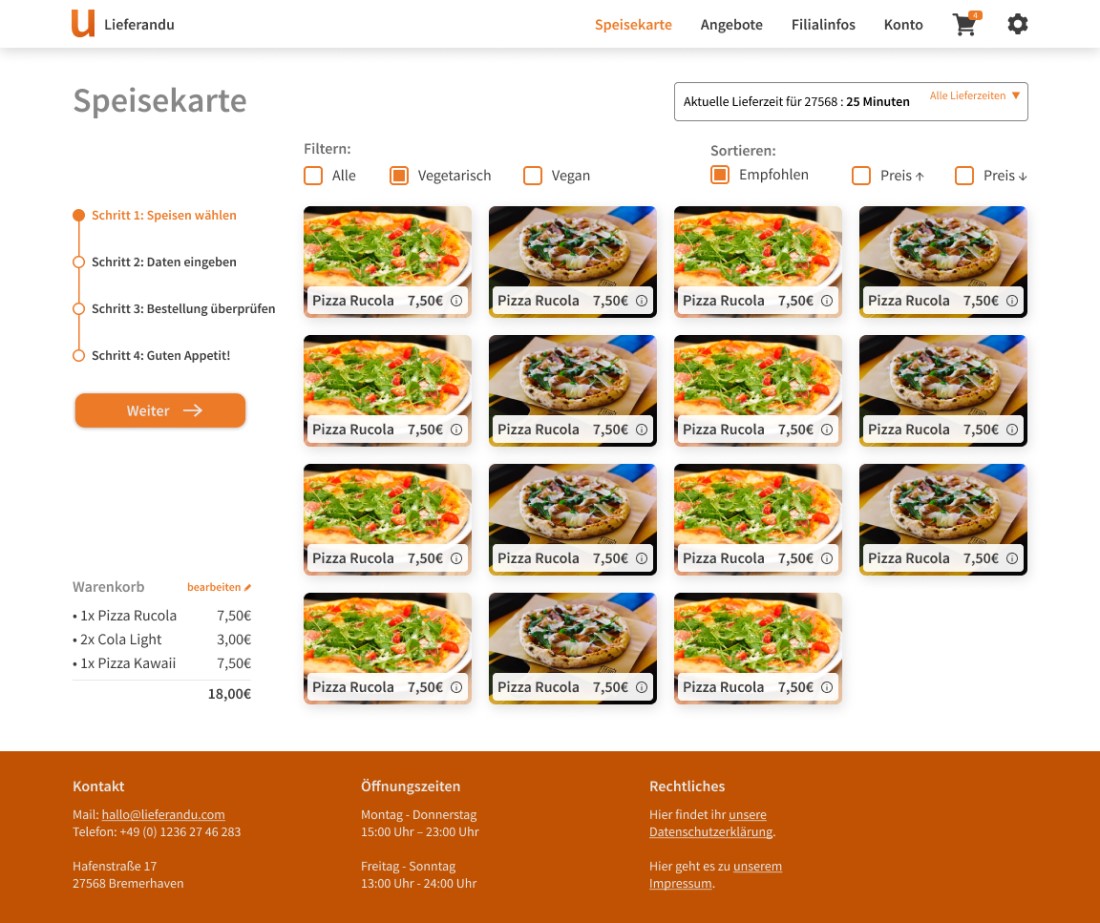 Lieferandu
Speisekarte Angebote Filialinfos Konto 4
Speisekarte
Aktuelle Lieferzeit für 27568 : 25 Minuten Alle Lieferzeiten ▼
Filtern:
Alle Vegetarisch Vegan
Sortieren:
Empfohlen Preis ↑ Preis ↓
Schritt 1: Speisen wählen
Schritt 2: Daten eingeben
Schritt 3: Bestellung überprüfen
Schritt 4: Guten Appetit!
Weiter →
Pizza Rucola 7,50€ Pizza Rucola 7,50€ Pizza Rucola 7,50€ Pizza Rucola 7,50€
Pizza Rucola 7,50€ Pizza Rucola 7,50€ Pizza Rucola 7,50€ Pizza Rucola 7,50€
Pizza Rucola 7,50€ Pizza Rucola 7,50€ Pizza Rucola 7,50€ Pizza Rucola 7,50€
Pizza Rucola 7,50€ Pizza Rucola 7,50€ Pizza Rucola 7,50€
Warenkorb bearbeiten
• 1x Pizza Rucola 7,50€
• 2x Cola Light 3,00€
• 1x Pizza Kawaii 7,50€
18,00€
Kontakt
Mail: hallo@lieferandu.com
Telefon: +49 (0) 1236 27 46 283
Hafenstraße 17
27568 Bremerhaven
Öffnungszeiten
Montag - Donnerstag
15:00 Uhr – 23:00 Uhr
Freitag - Sonntag
13:00 Uhr - 24:00 Uhr
Rechtliches
Hier findet ihr unsere
Datenschutzerklärung.
Hier geht es zu unserem
Impressum.